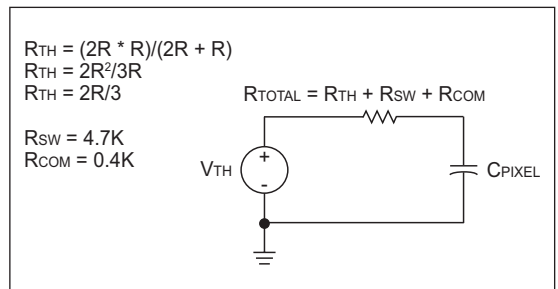 RTH = (2R * R)/(2R + R)
RTH = 2R²/3R
RTH = 2R/3
RTOTAL = RTH + RSW + RCOM
RSW = 4.7K
RCOM = 0.4K
VTH
+
-
CPIXEL